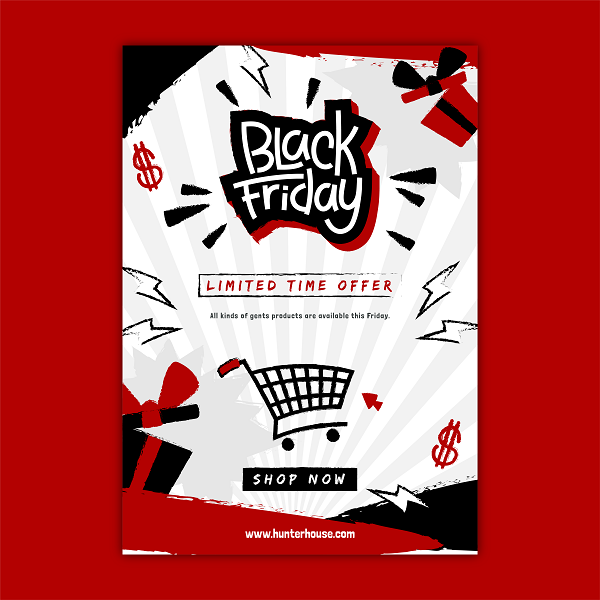 Black
Friday
LIMITED TIME OFFER
All kinds of gents products are available this Friday.
SHOP NOW
www.hunterhouse.com